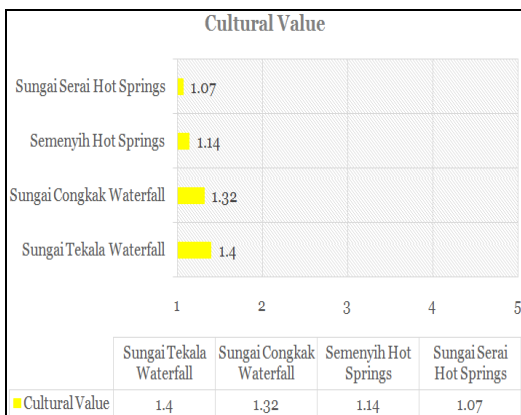 Cultural Value
Sungai Serai Hot Springs
1.07
Semenyih Hot Springs
1.14
Sungai Congkak Waterfall
1.32
Sungai Tekala Waterfall
1.4
1 2 3 4 5
Sungai Tekala Sungai Congkak Semenyih Hot Sungai Serai
Waterfall Waterfall Springs Hot Springs
Cultural Value 1.4 1.32 1.14 1.07